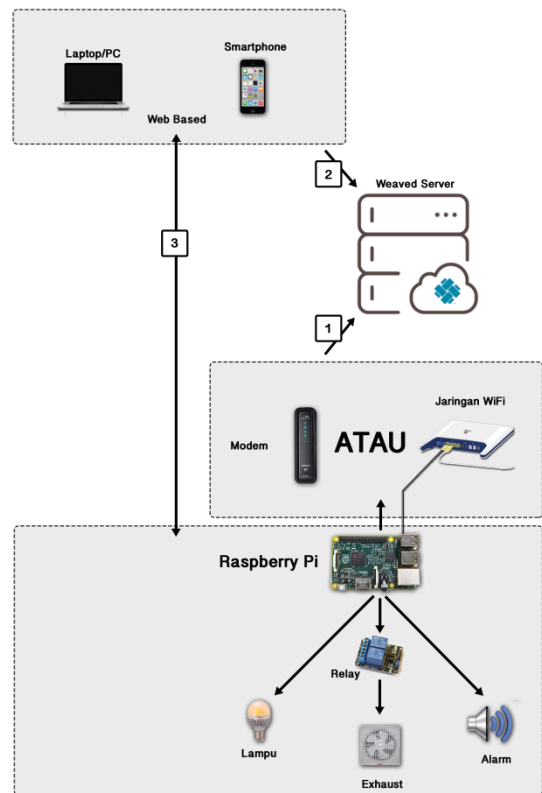 Laptop/PC
Smartphone
Web Based
2
Weaved Server
3
1
Jaringan WiFi
Modem
ATAU
Raspberry Pi
Relay
Lampu
Alarm
Exhaust